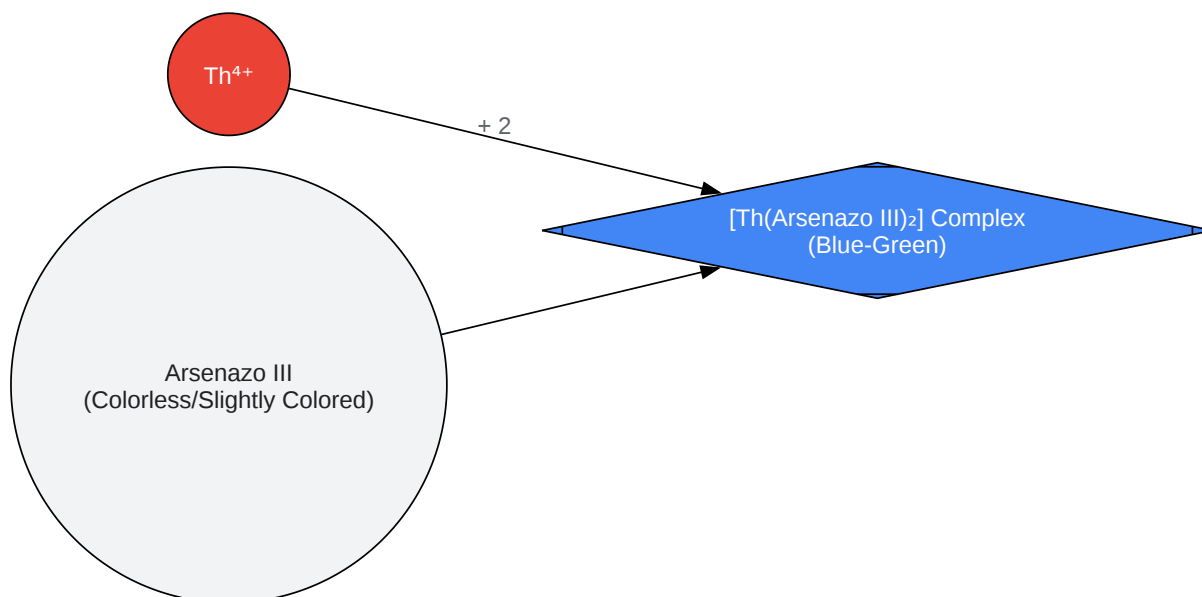 Th⁴⁺
+ 2
[Th(Arsenazo III)₂] Complex
(Blue-Green)
Arsenazo III
(Colorless/Slightly Colored)